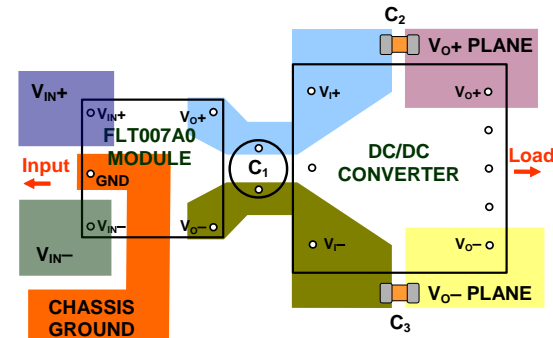 C2
VO+ PLANE
VIN+
VIN+
VO+
VI+
VO+
FLT007A0
MODULE
Input
GND
C1
DC/DC
CONVERTER
Load
VIN–
VIN–
VO–
VI–
VO–
CHASSIS
GROUND
VO– PLANE
C3